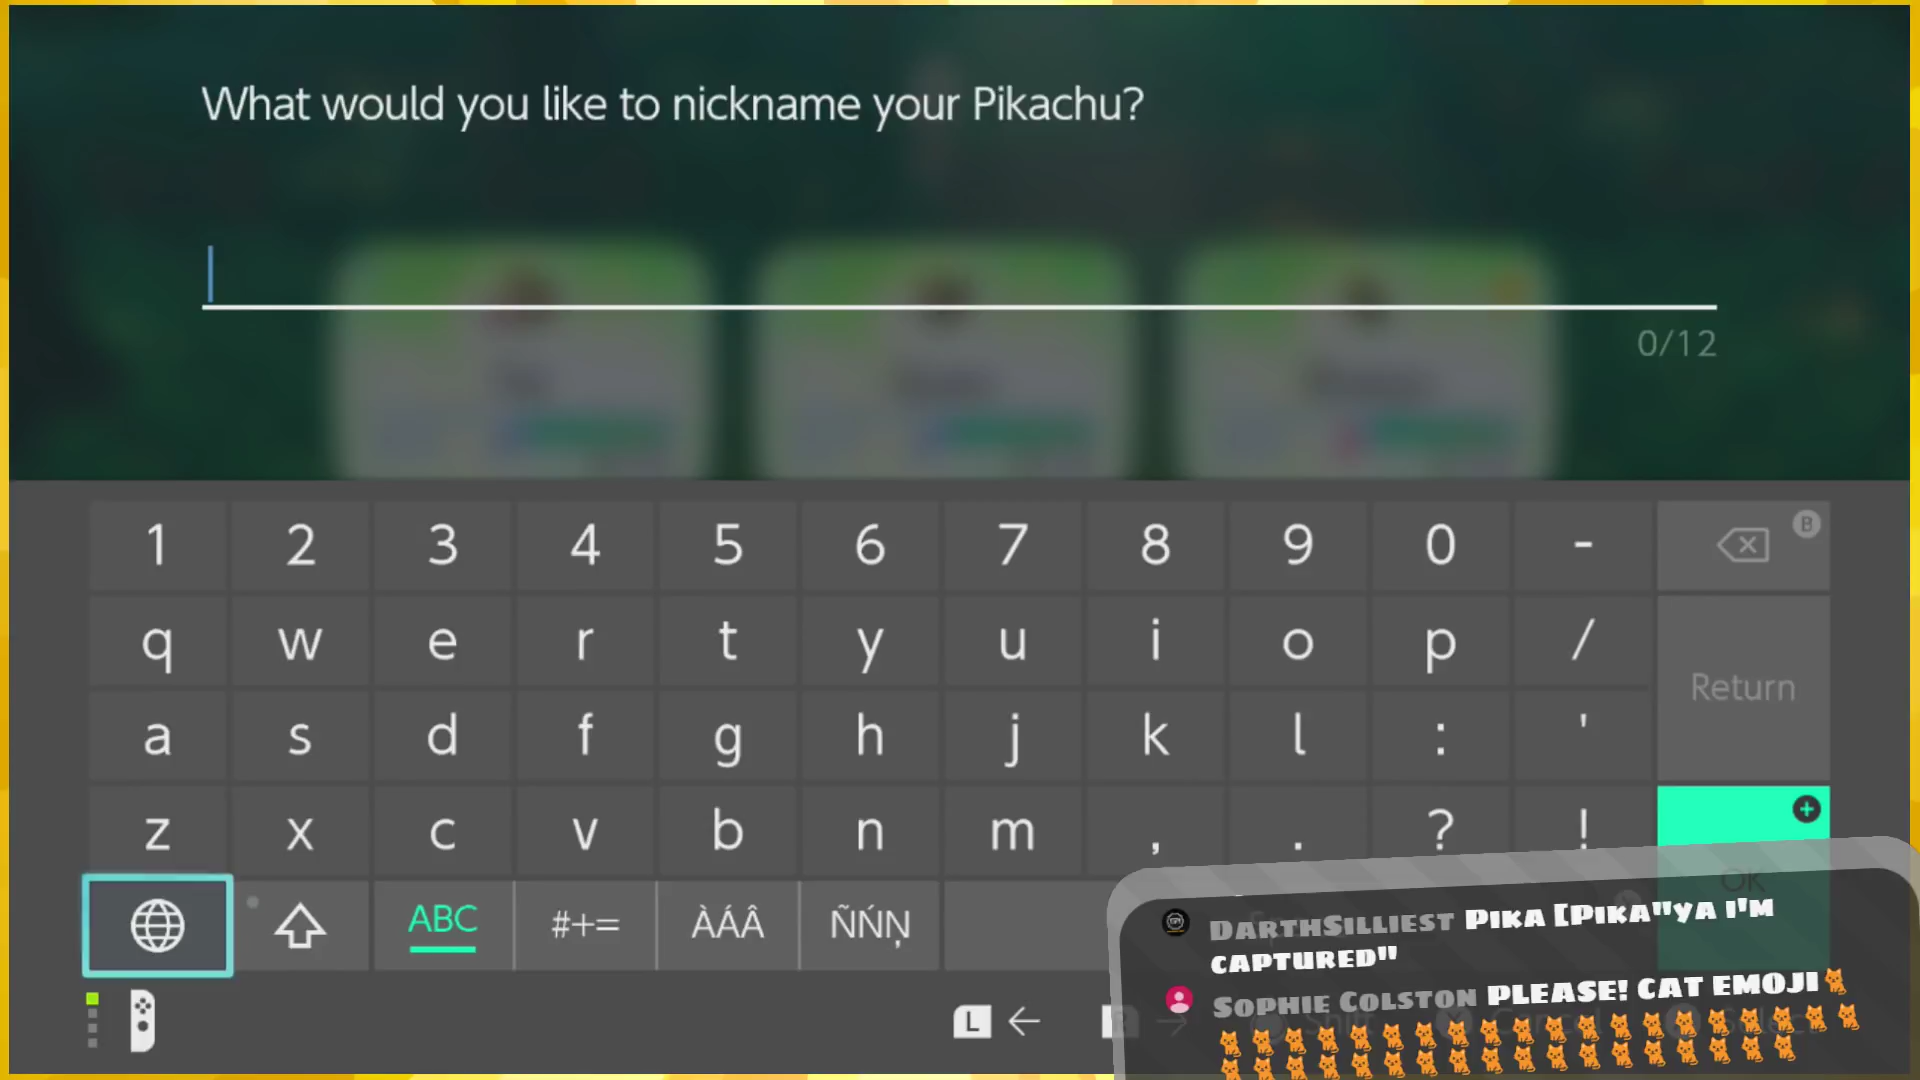 What would you like to nickname your Pikachu?
0/12
1 2 3 4 5 6 7 8 9 0 - B
q w e r t y u i o p /
Return
a s d f g h j k l : '
z x c v b n m , . ? ! +
OK
ABC #+= ÀÁÂ ÑŃŅ
DARTHSILLIEST PIKA [PIKA"YA I'M
CAPTURED"
SOPHIE COLSTON PLEASE! CAT EMOJI🐈
🐈🐈🐈🐈🐈🐈🐈🐈🐈🐈🐈🐈🐈🐈🐈🐈🐈🐈🐈🐈
🐈🐈🐈🐈🐈🐈🐈🐈🐈🐈🐈🐈🐈🐈🐈🐈🐈🐈
L ←